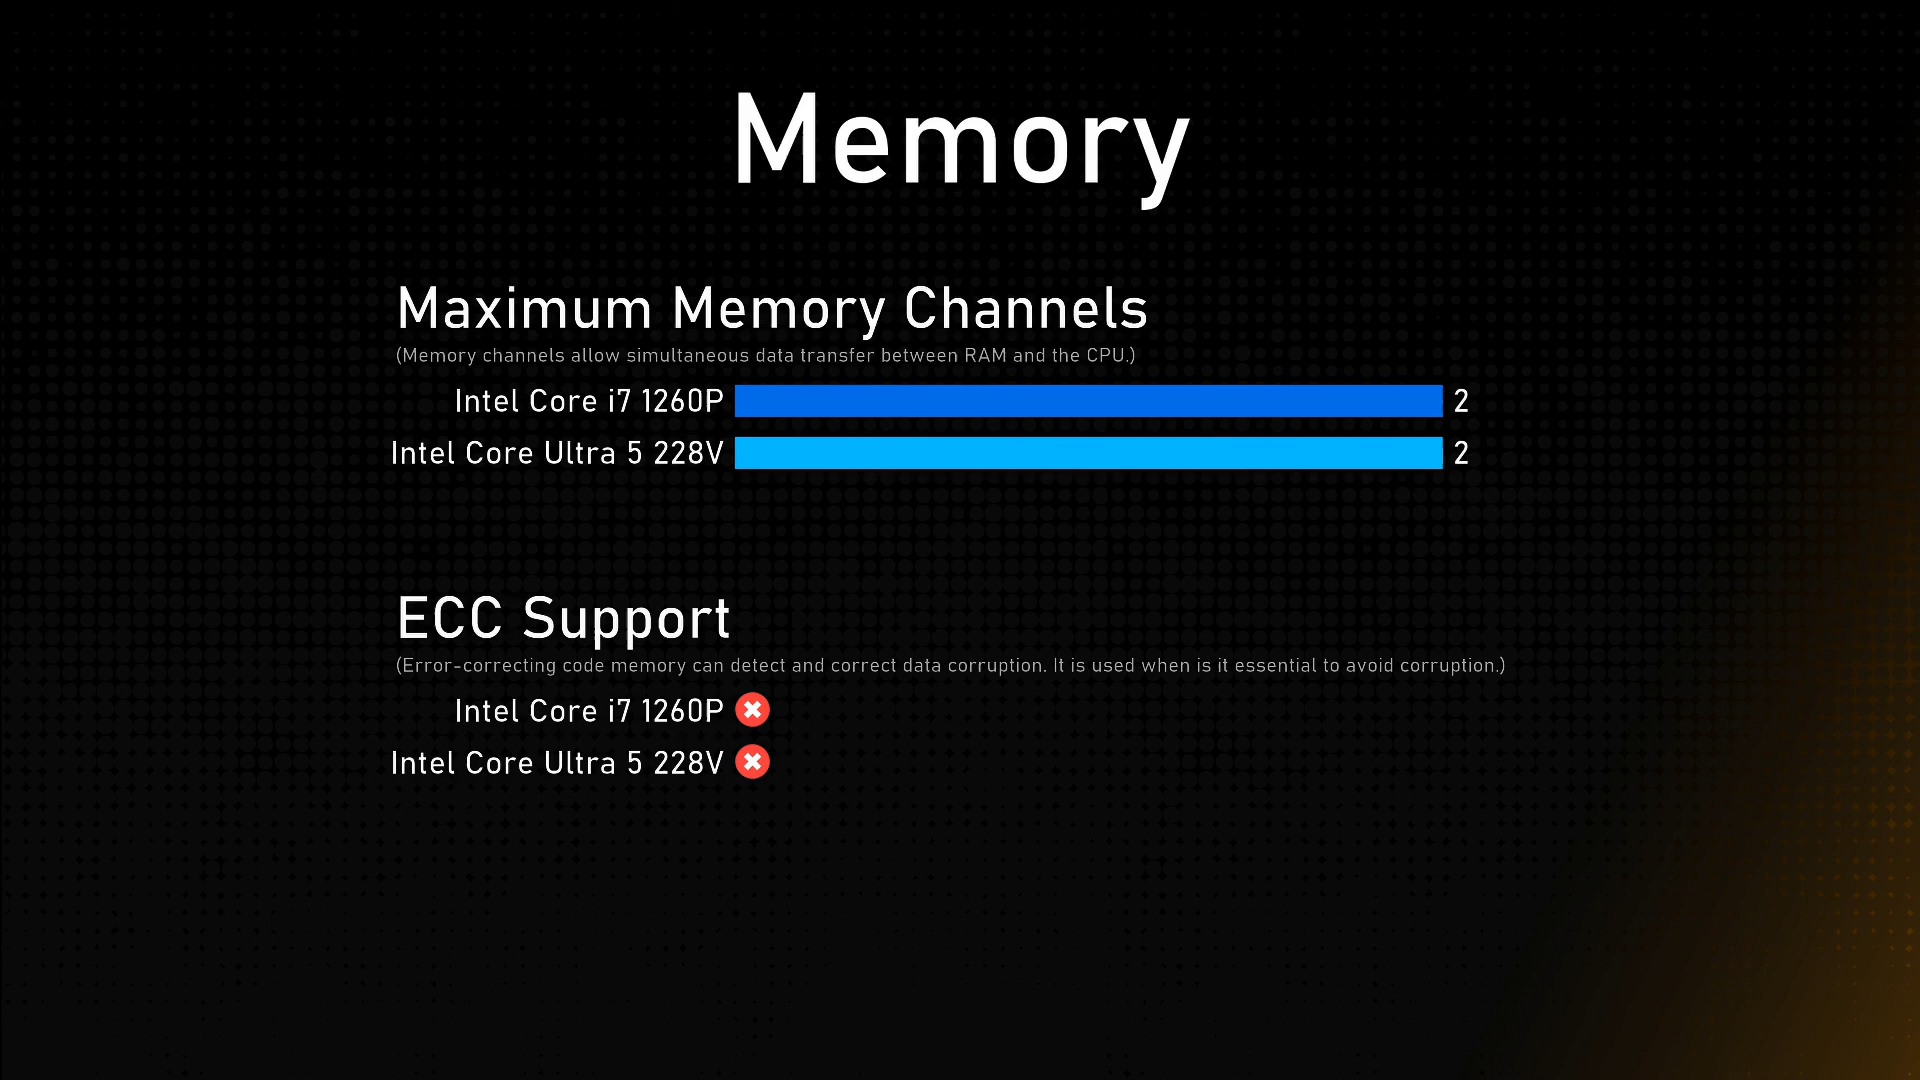 Memory
Maximum Memory Channels
(Memory channels allow simultaneous data transfer between RAM and the CPU.)
Intel Core i7 1260P 2
Intel Core Ultra 5 228V 2
ECC Support
(Error-correcting code memory can detect and correct data corruption. It is used when is it essential to avoid corruption.)
Intel Core i7 1260P
Intel Core Ultra 5 228V